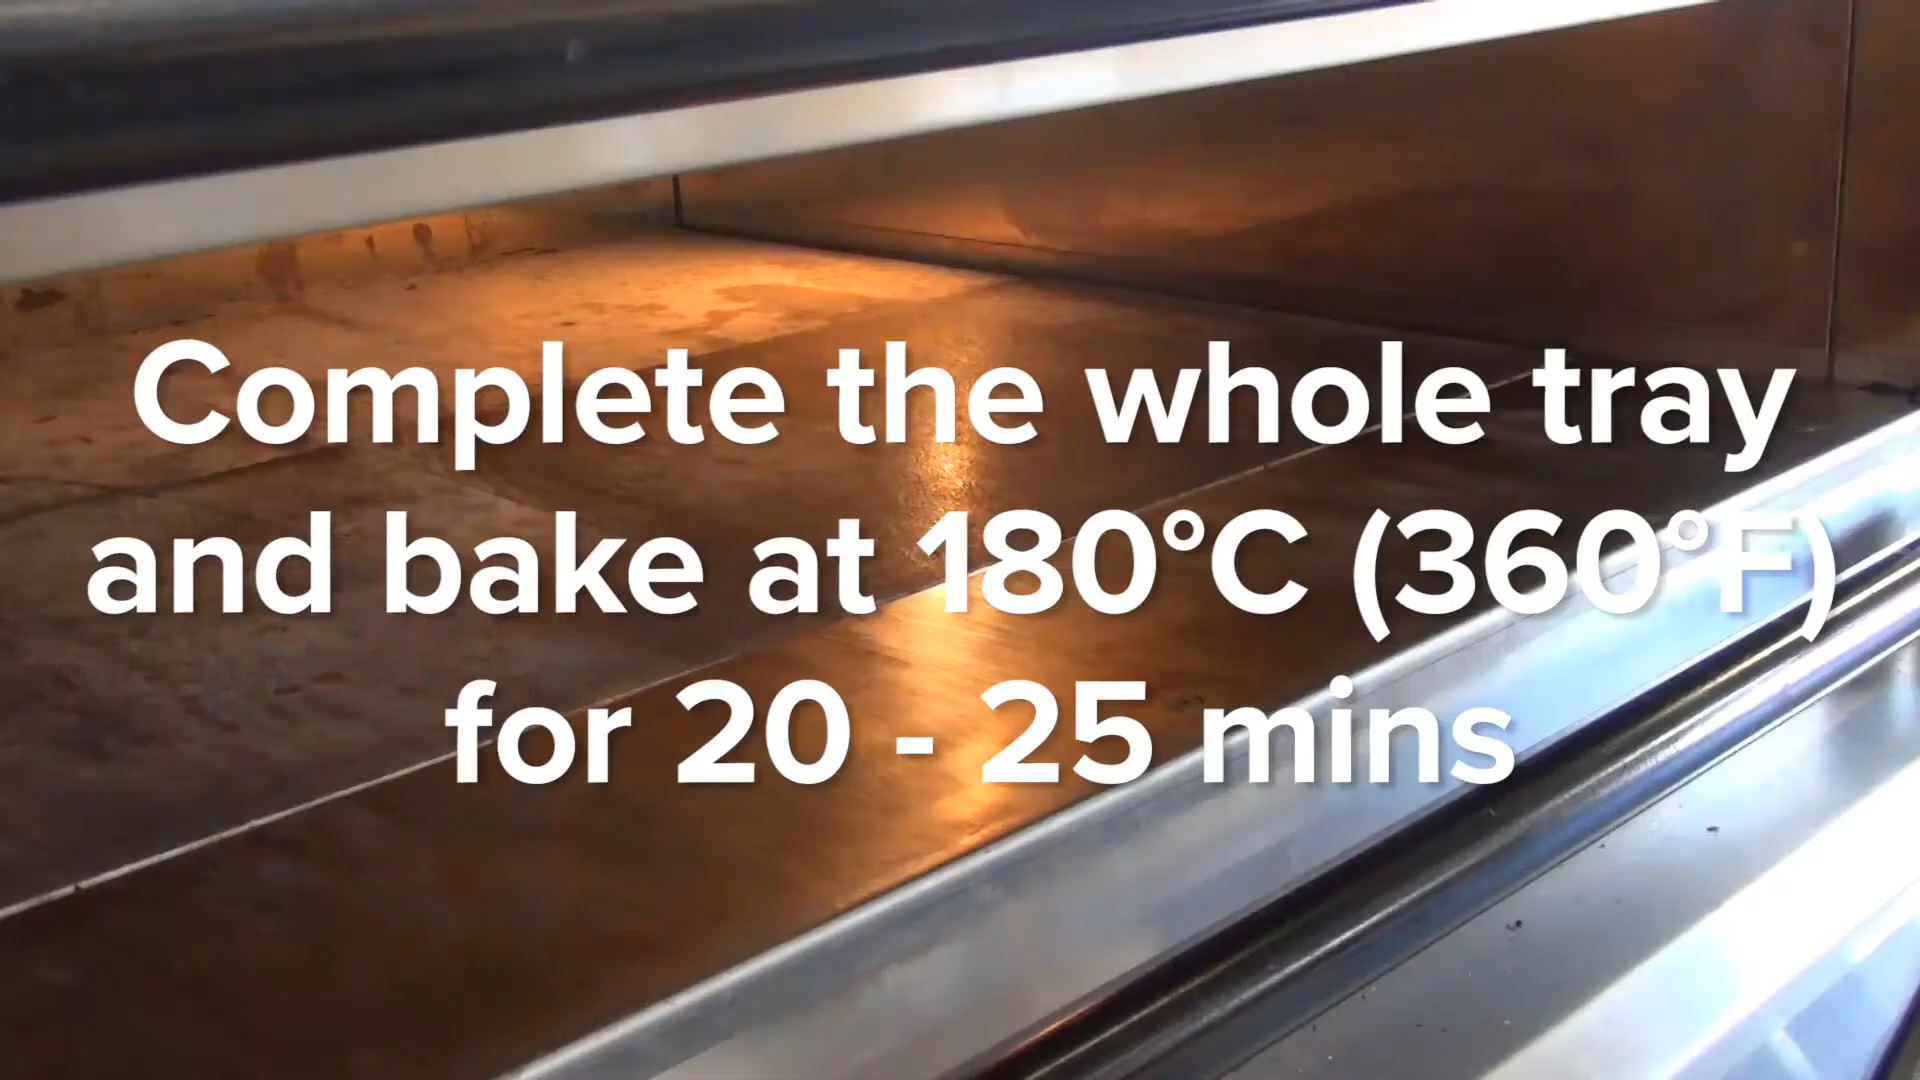 Complete the whole tray
and bake at 180°C (360°F)
for 20 - 25 mins